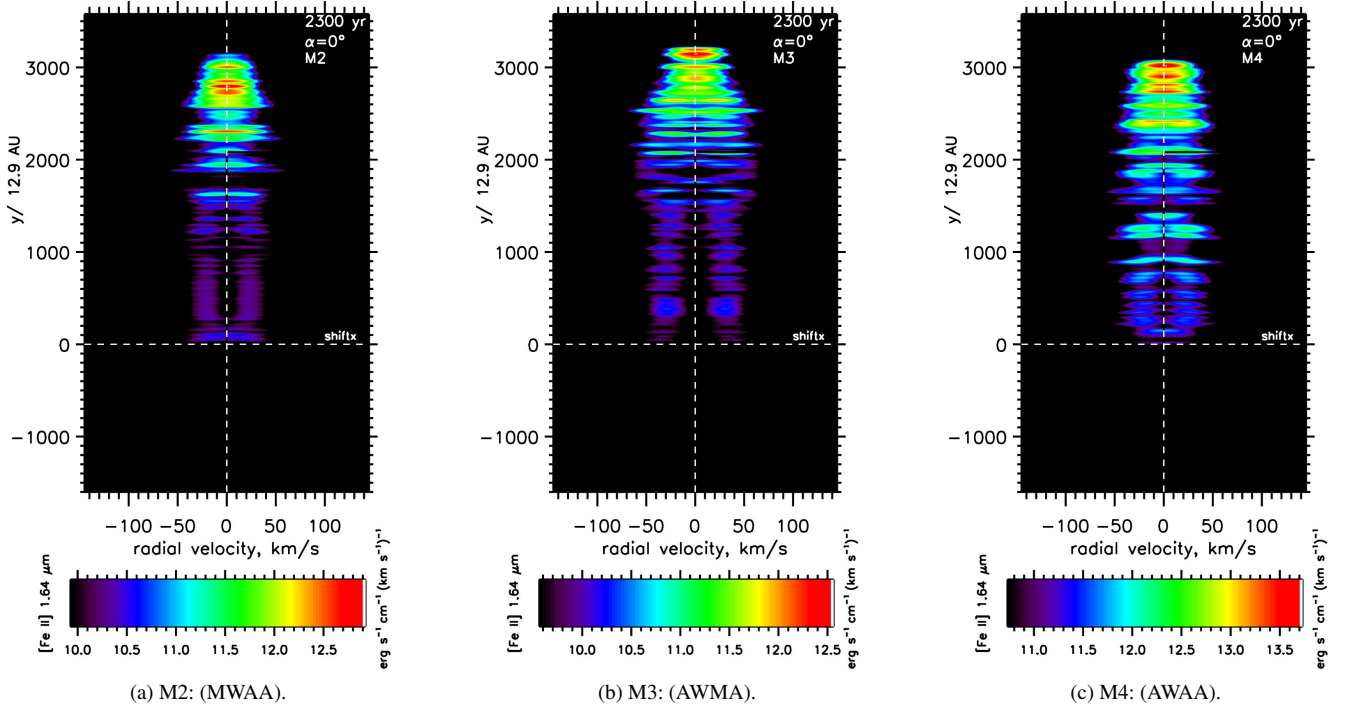 2300 yr
α=0°
M2
3000
2000
1000
0
−1000
y/ 12.9 AU
shiftx
−100 −50 0 50 100
radial velocity, km/s
[Fe II] 1.64 μm
10.0 10.5 11.0 11.5 12.0 12.5
erg s⁻¹ cm⁻¹ (km s⁻¹)⁻¹
(a) M2: (MWAA).
2300 yr
α=0°
M3
3000
2000
1000
0
−1000
y/ 12.9 AU
shiftx
−100 −50 0 50 100
radial velocity, km/s
[Fe II] 1.64 μm
10.0 10.5 11.0 11.5 12.0 12.5
erg s⁻¹ cm⁻¹ (km s⁻¹)⁻¹
(b) M3: (AWMA).
2300 yr
α=0°
M4
3000
2000
1000
0
−1000
y/ 12.9 AU
shiftx
−100 −50 0 50 100
radial velocity, km/s
[Fe II] 1.64 μm
11.0 11.5 12.0 12.5 13.0 13.5
erg s⁻¹ cm⁻¹ (km s⁻¹)⁻¹
(c) M4: (AWAA).